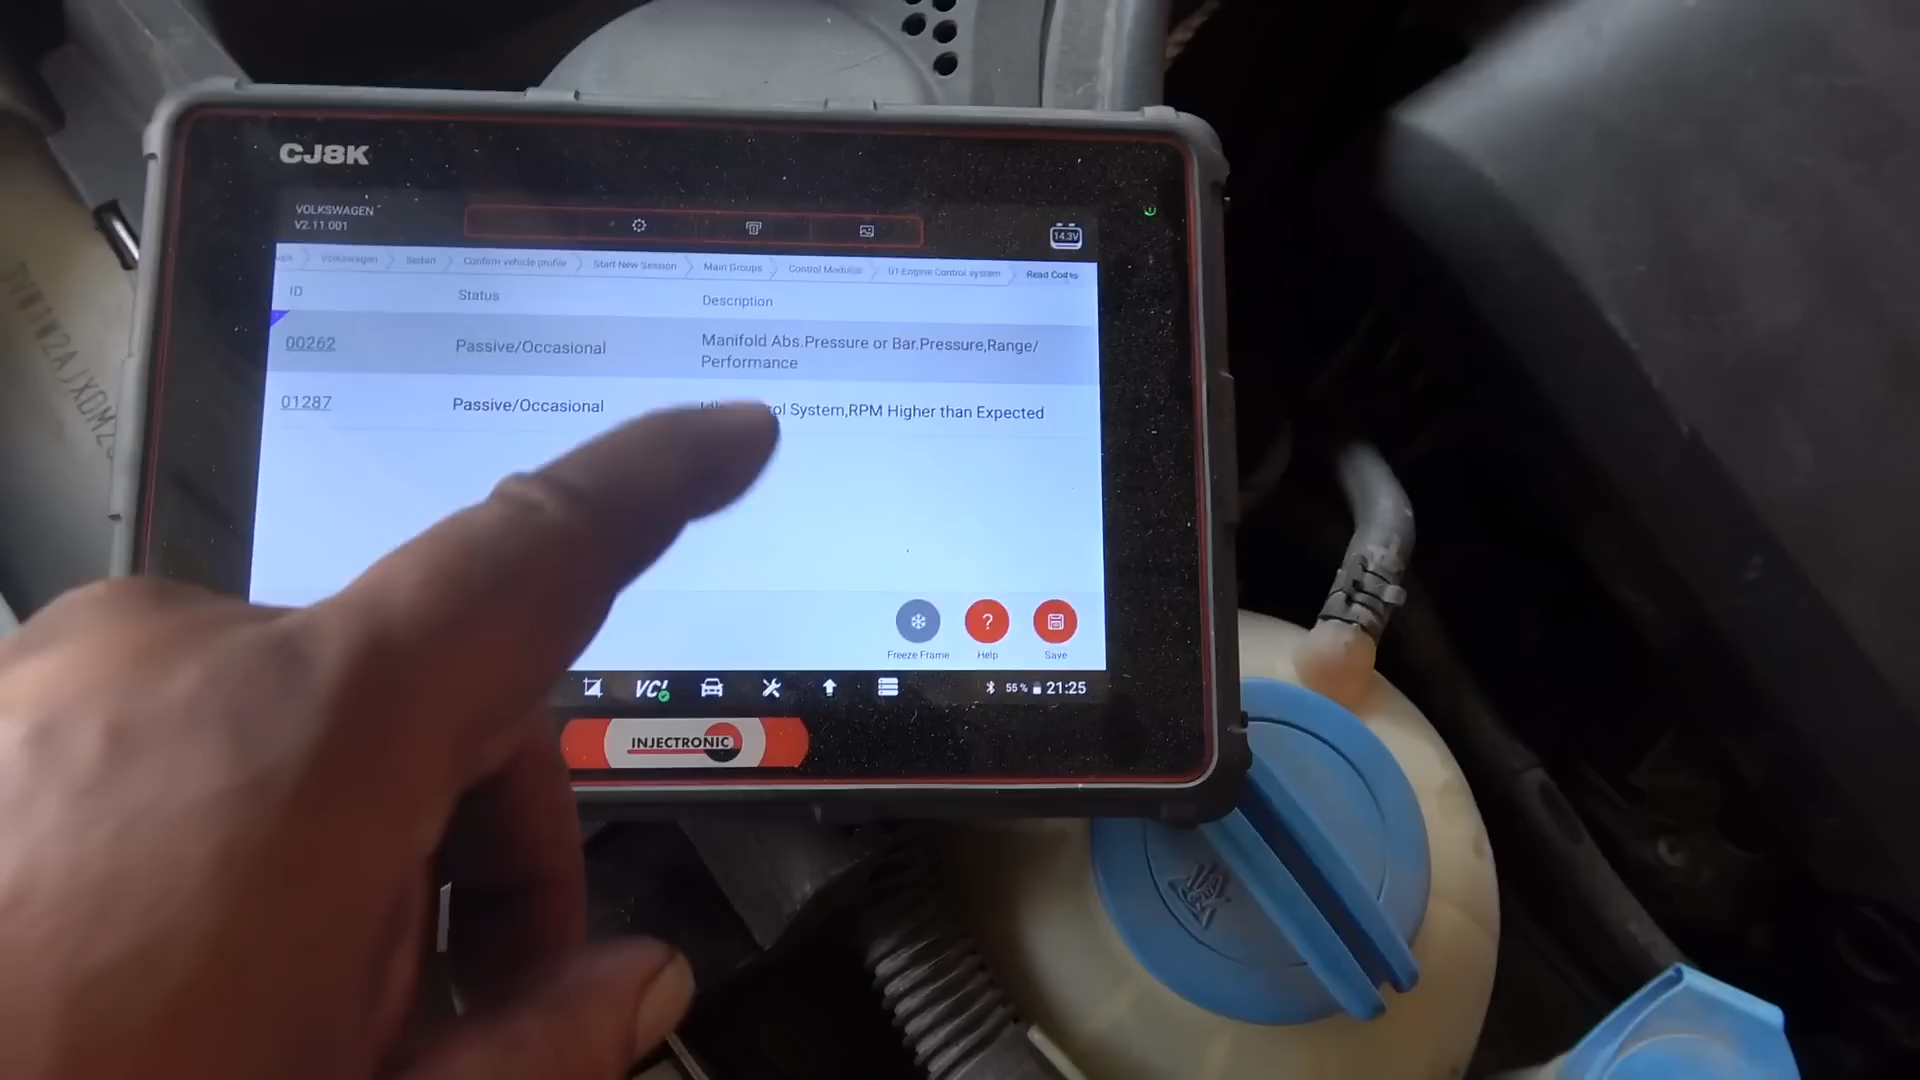 CJ8K
VOLKSWAGEN
V2.11.001
14.3V
Volkswagen
Confirm vehicle profile
Start New Session
Main Groups
Control Modules
01 Engine Control system
Read Codes
ID Status Description
00262 Passive/Occasional Manifold Abs.Pressure or Bar.Pressure,Range/
Performance
01287 Passive/Occasional System,RPM Higher than Expected
?
Freeze Frame Help Save
VCI 55 % 21:25
INJECTRONIC